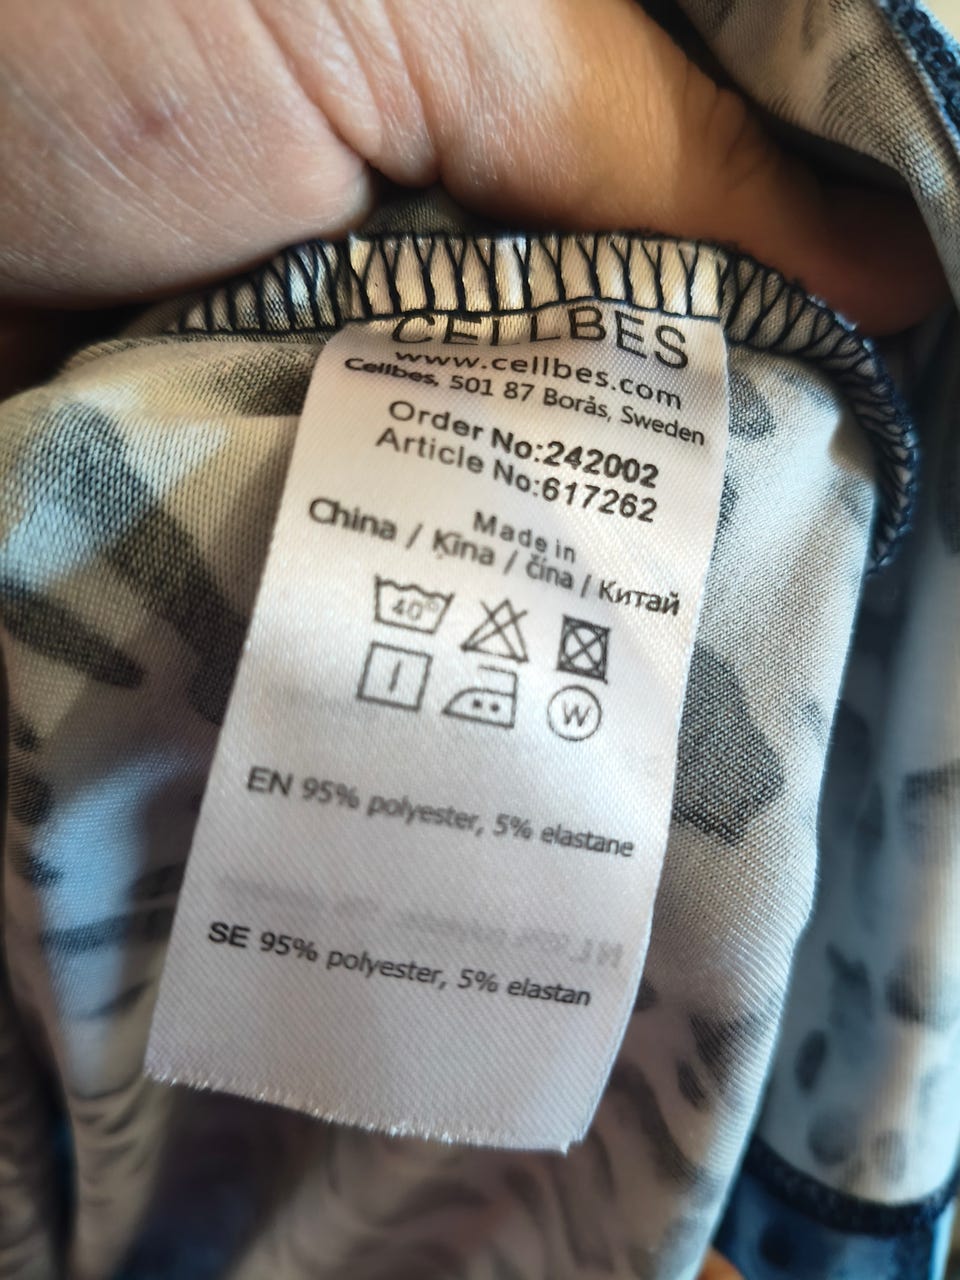 CELLBES
www.cellbes.com
Cellbes, 501 87 Borås, Sweden
Order No:242002
Article No:617262
Made in
China / Ķīna / čína / Китай
40°
W
EN 95% polyester, 5% elastane
SE 95% polyester, 5% elastan